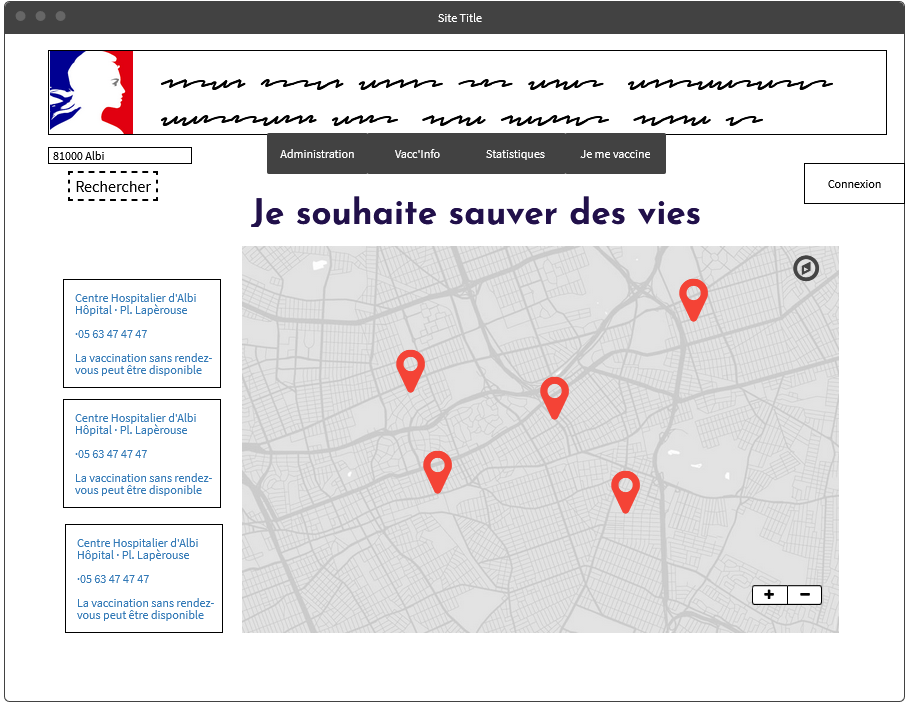 Site Title
81000 Albi
Rechercher
Administration
Vacc'Info
Statistiques
Je me vaccine
Connexion
Je souhaite sauver des vies
Centre Hospitalier d'Albi
Hôpital · Pl. Lapèrouse
·05 63 47 47 47
La vaccination sans rendez-
vous peut être disponible
Centre Hospitalier d'Albi
Hôpital · Pl. Lapèrouse
·05 63 47 47 47
La vaccination sans rendez-
vous peut être disponible
Centre Hospitalier d'Albi
Hôpital · Pl. Lapèrouse
·05 63 47 47 47
La vaccination sans rendez-
vous peut être disponible